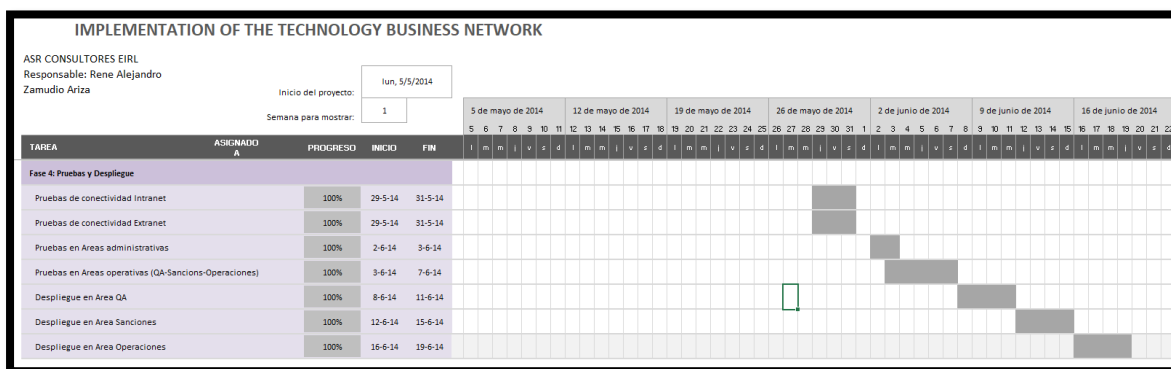 IMPLEMENTATION OF THE TECHNOLOGY BUSINESS NETWORK
ASR CONSULTORES EIRL
Responsable: Rene Alejandro
Zamudio Ariza
Inicio del proyecto: lun, 5/5/2014
Semana para mostrar: 1
5 de mayo de 2014 12 de mayo de 2014 19 de mayo de 2014 26 de mayo de 2014 2 de junio de 2014 9 de junio de 2014 16 de junio de 2014
5 6 7 8 9 10 11 12 13 14 15 16 17 18 19 20 21 22 23 24 25 26 27 28 29 30 31 1 2 3 4 5 6 7 8 9 10 11 12 13 14 15 16 17 18 19 20 21 22
TAREA ASIGNADO A PROGRESO INICIO FIN l m m j v s d l m m j v s d l m m j v s d l m m j v s d l m m j v s d l m m j v s d l m m j v s d
Fase 4: Pruebas y Despliegue
Pruebas de conectividad Intranet 100% 29-5-14 31-5-14
Pruebas de conectividad Extranet 100% 29-5-14 31-5-14
Pruebas en Areas administrativas 100% 2-6-14 3-6-14
Pruebas en Areas operativas (QA-Sancions-Operaciones) 100% 3-6-14 7-6-14
Despliegue en Area QA 100% 8-6-14 11-6-14
Despliegue en Area Sanciones 100% 12-6-14 15-6-14
Despliegue en Area Operaciones 100% 16-6-14 19-6-14